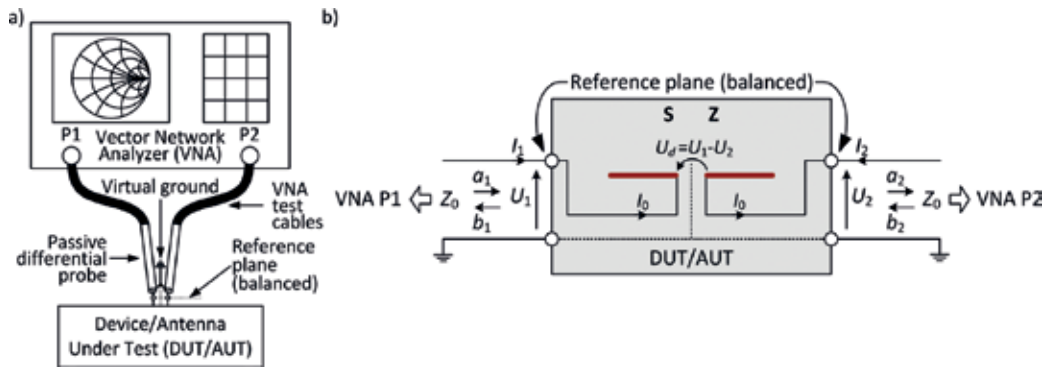 a)
P1
P2
Vector Network
Analyzer (VNA)
Virtual ground
VNA
test
cables
Passive
differential
probe
Reference
plane
(balanced)
Device/Antenna
Under Test (DUT/AUT)
b)
Reference plane (balanced)
S Z
Ud=U1-U2
I1
I2
VNA P1
Z0
a1
b1
U1
I0
I0
U2
a2
b2
Z0
VNA P2
DUT/AUT